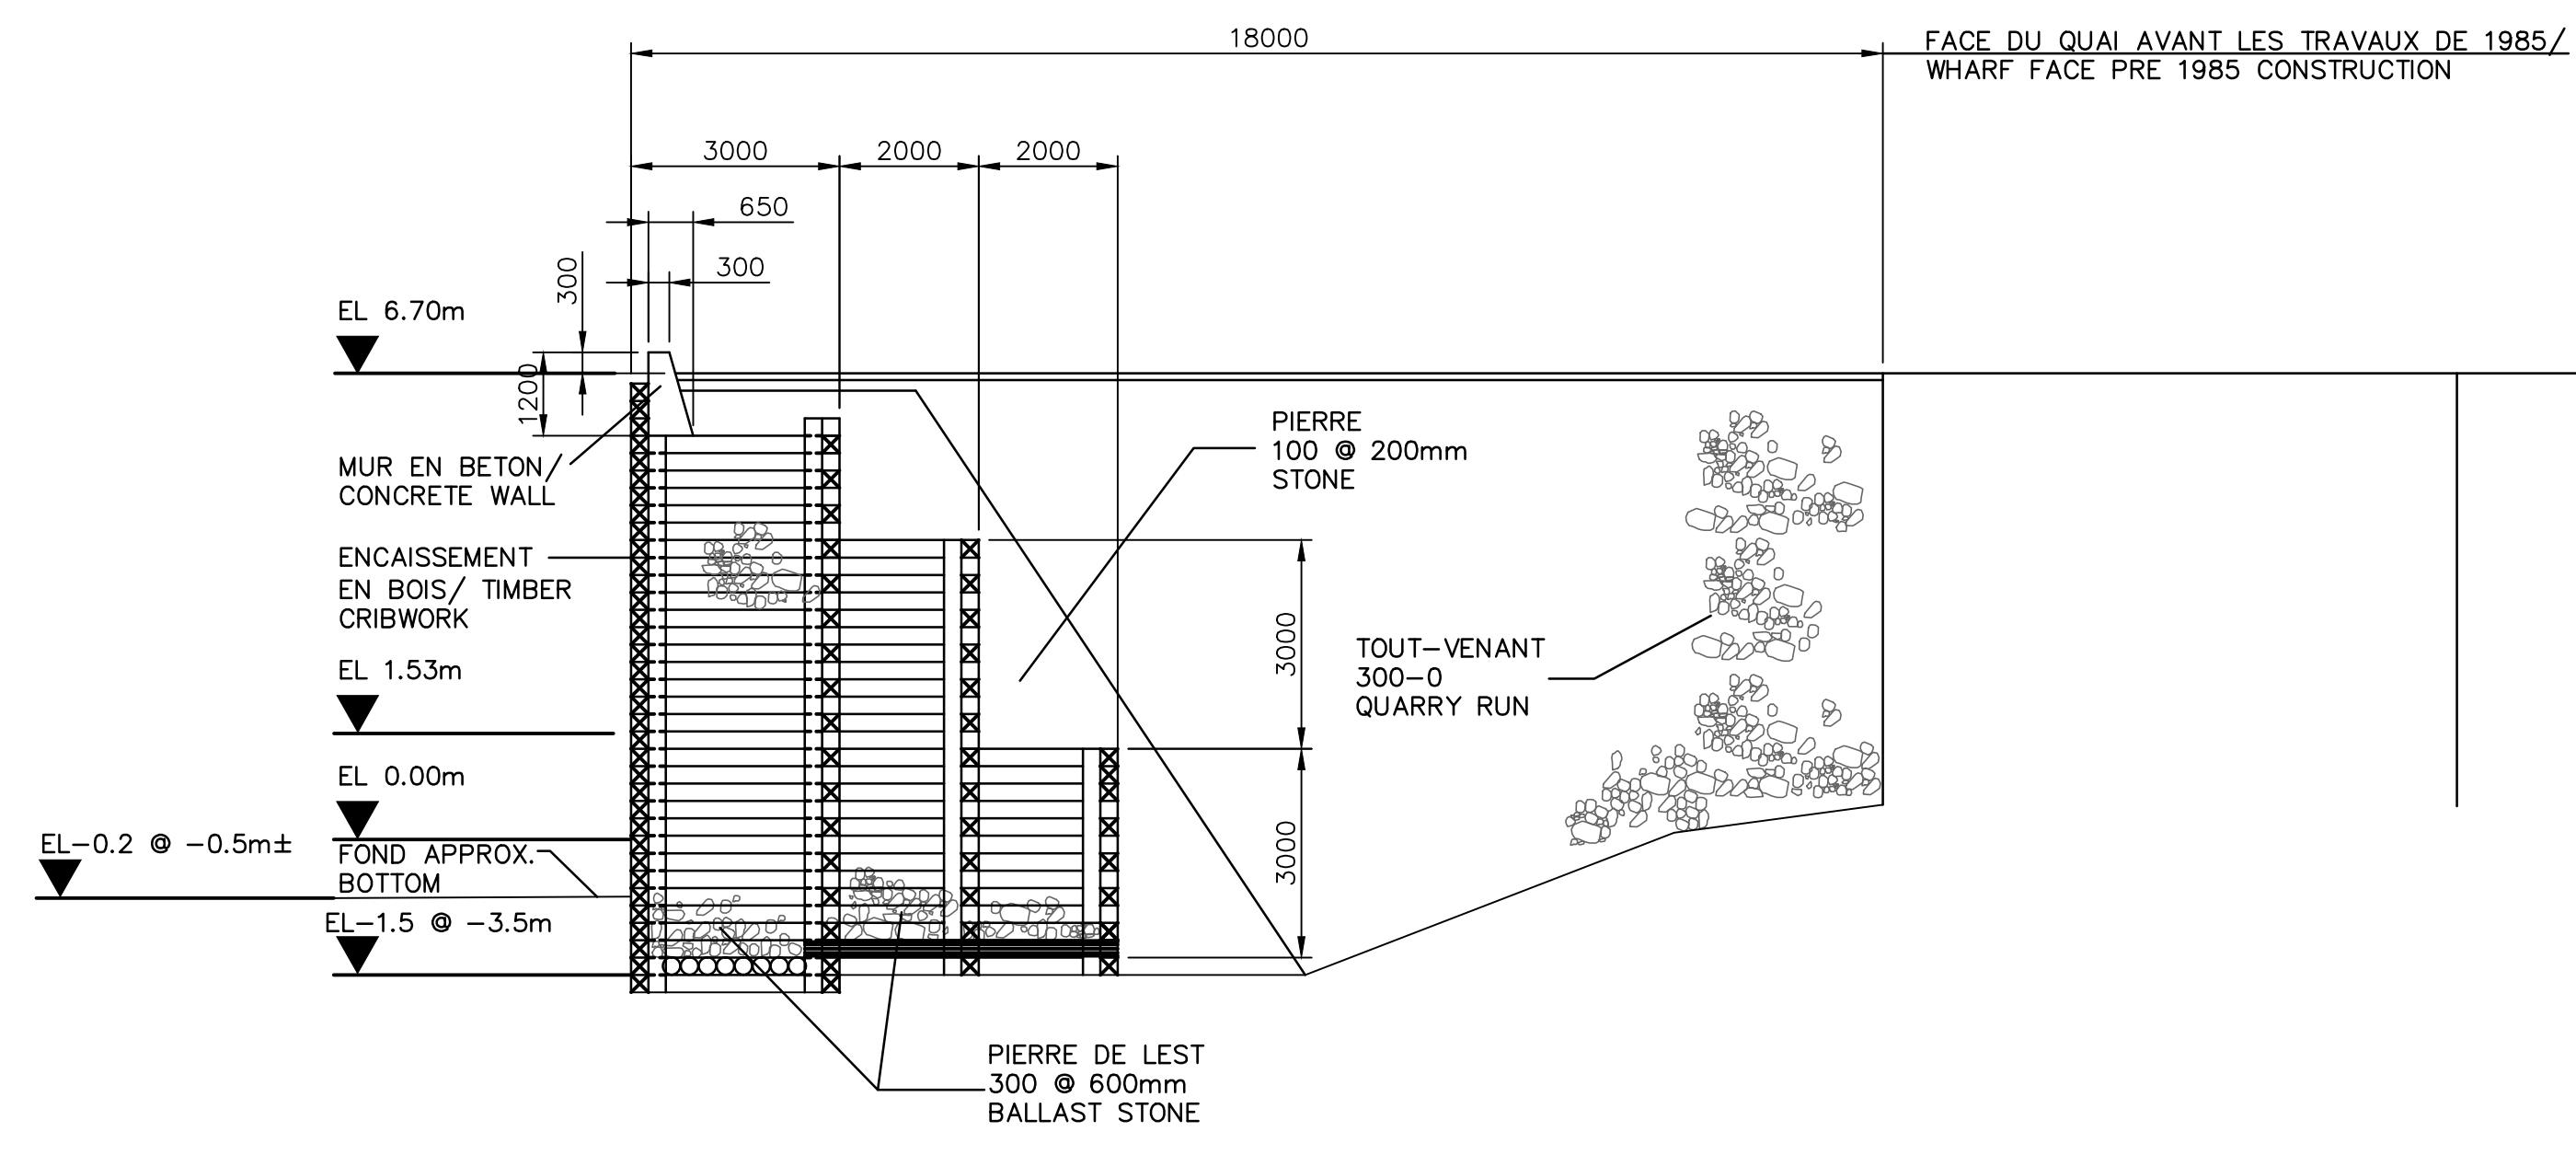 18000
FACE DU QUAI AVANT LES TRAVAUX DE 1985/
WHARF FACE PRE 1985 CONSTRUCTION
3000
2000
2000
650
300
300
EL 6.70m
1200
PIERRE
100 @ 200mm
STONE
MUR EN BETON/
CONCRETE WALL
ENCAISSEMENT
EN BOIS/ TIMBER
CRIBWORK
3000
TOUT-VENANT
300-0
QUARRY RUN
EL 1.53m
EL 0.00m
EL-0.2 @ -0.5m±
FOND APPROX.
BOTTOM
3000
EL-1.5 @ -3.5m
PIERRE DE LEST
300 @ 600mm
BALLAST STONE